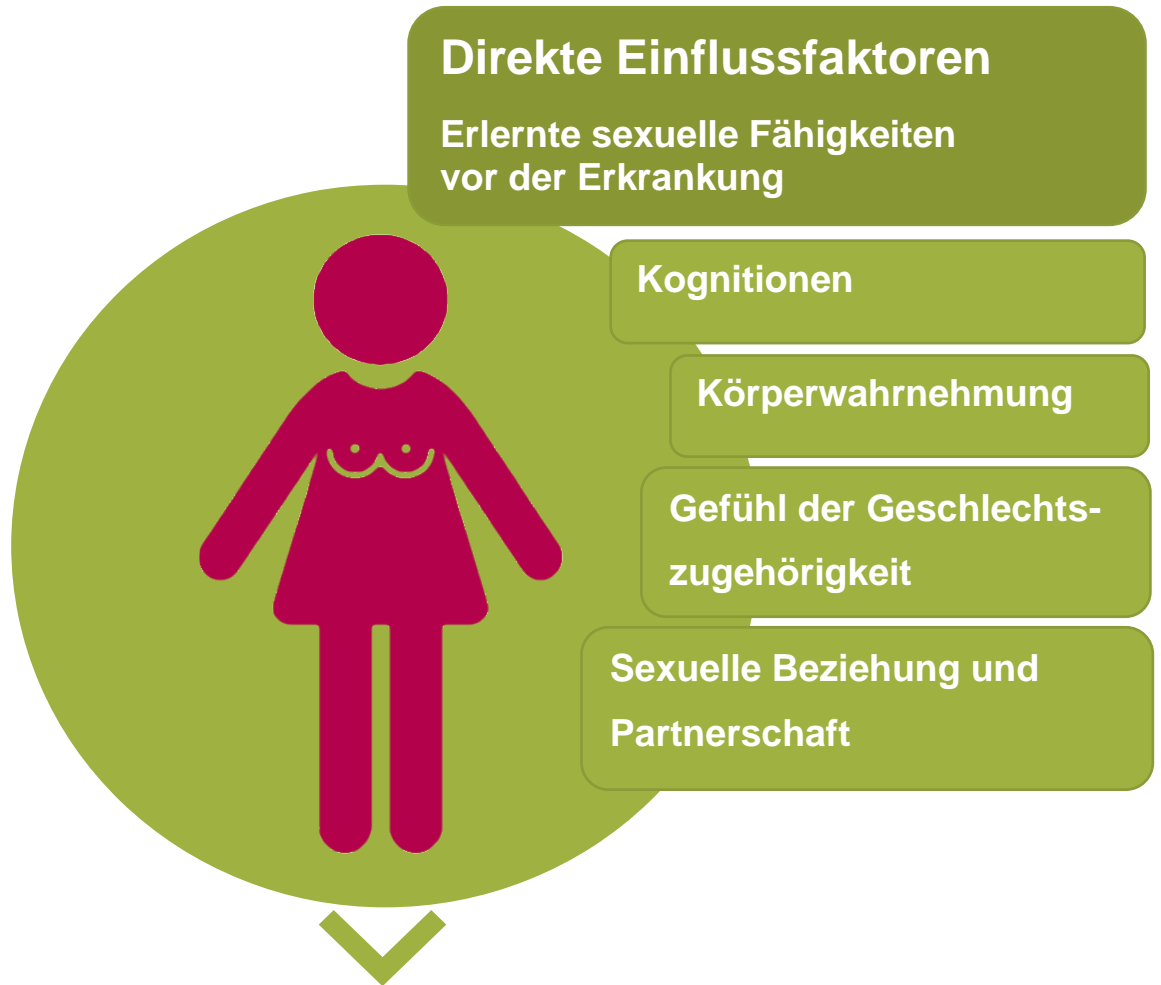 Direkte Einflussfaktoren
Erlernte sexuelle Fähigkeiten
vor der Erkrankung
Kognitionen
Körperwahrnehmung
Gefühl der Geschlechts-
zugehörigkeit
Sexuelle Beziehung und
Partnerschaft